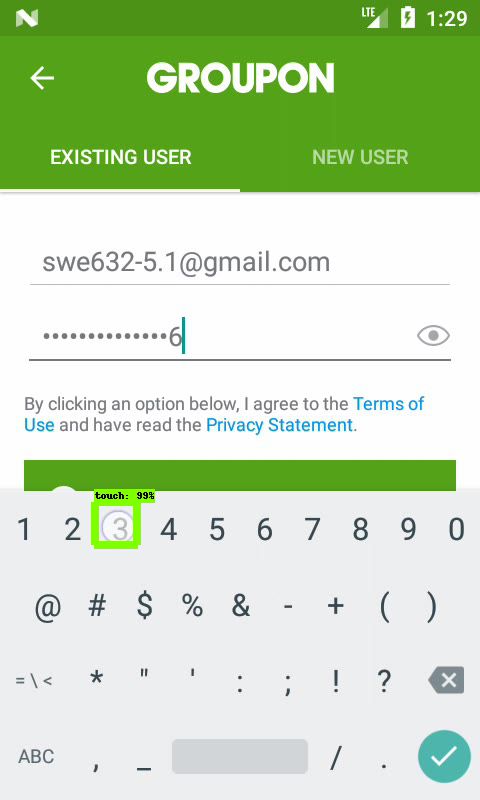 LTE 1:29
GROUPON
EXISTING USER NEW USER
swe632-5.1@gmail.com
••••••••••••••6
By clicking an option below, I agree to the Terms of
Use and have read the Privacy Statement.
touch: 99%
1 2 3 4 5 6 7 8 9 0
@ # $ % & - + ( )
= \ < * " ' : ; ! ?
ABC , _ / .